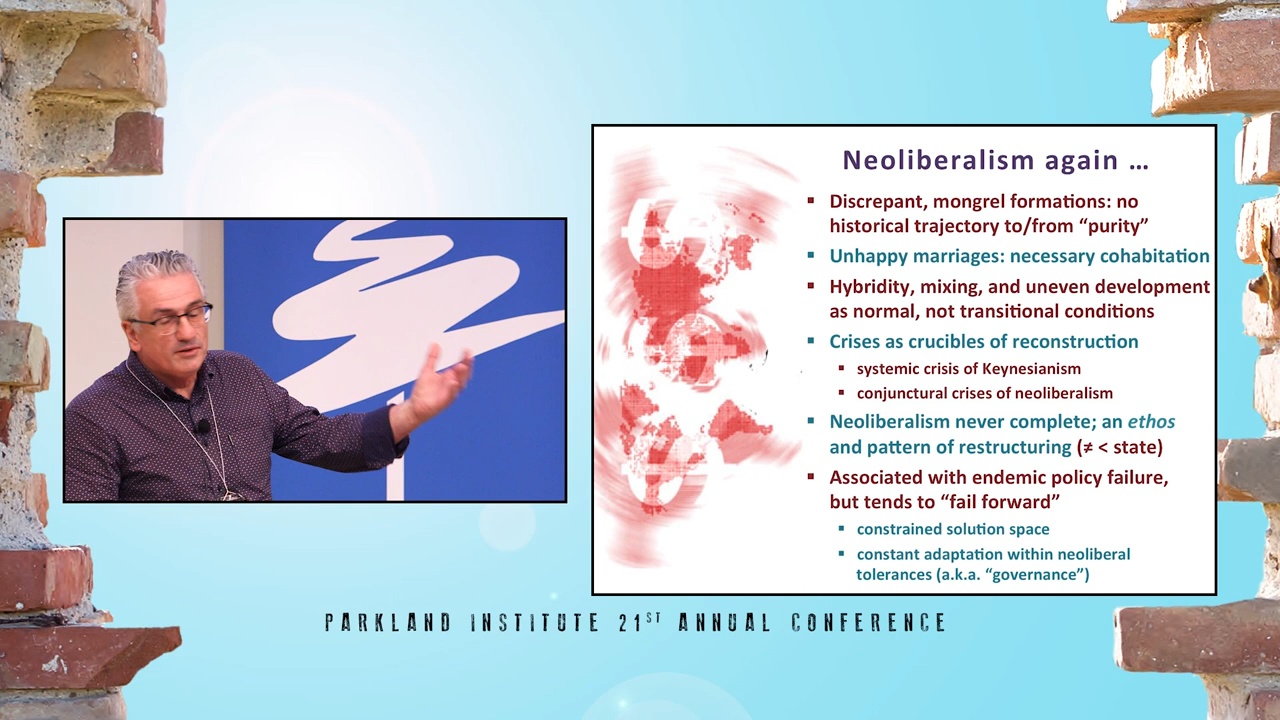 Neoliberalism again …
▪ Discrepant, mongrel formations: no
historical trajectory to/from “purity”
▪ Unhappy marriages: necessary cohabitation
▪ Hybridity, mixing, and uneven development
as normal, not transitional conditions
▪ Crises as crucibles of reconstruction
▪ systemic crisis of Keynesianism
▪ conjunctural crises of neoliberalism
▪ Neoliberalism never complete; an ethos
and pattern of restructuring (≠ < state)
▪ Associated with endemic policy failure,
but tends to “fail forward”
▪ constrained solution space
▪ constant adaptation within neoliberal
tolerances (a.k.a. “governance”)
PARKLAND INSTITUTE 21ST ANNUAL CONFERENCE